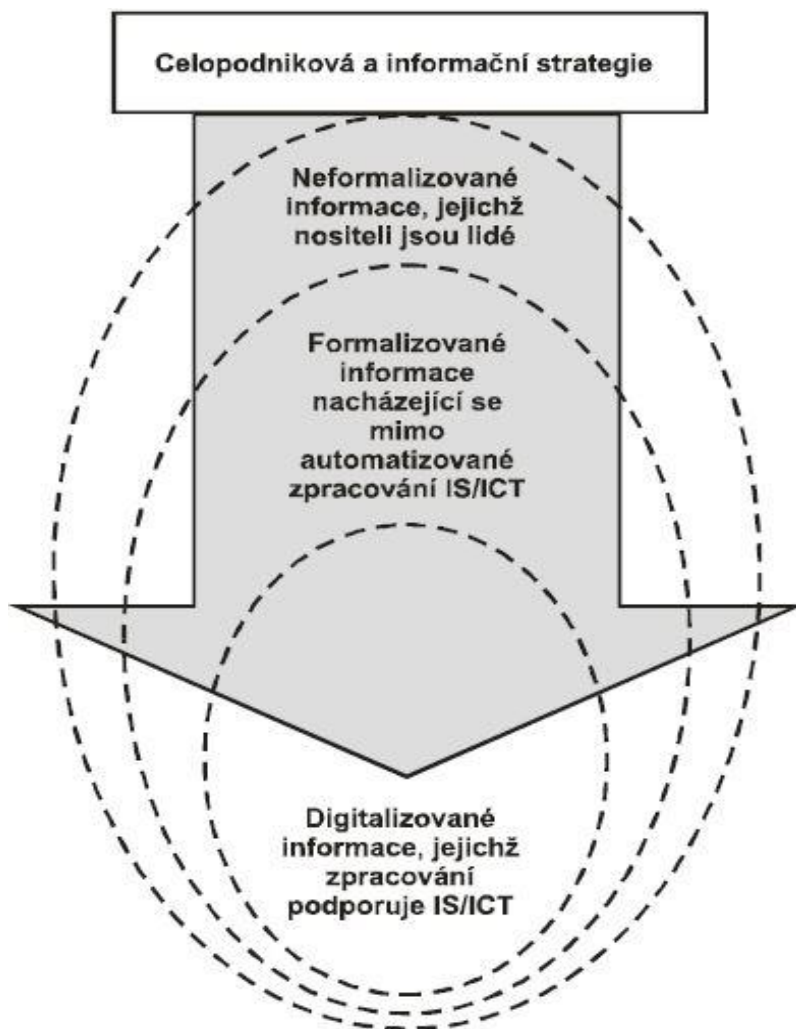 Celopodniková a informační strategie
Neformalizované
informace, jejichž
nositeli jsou lidé
Formalizované
informace
nacházející se
mimo
automatizované
zpracování IS/ICT
Digitalizované
informace, jejichž
zpracování
podporuje IS/ICT